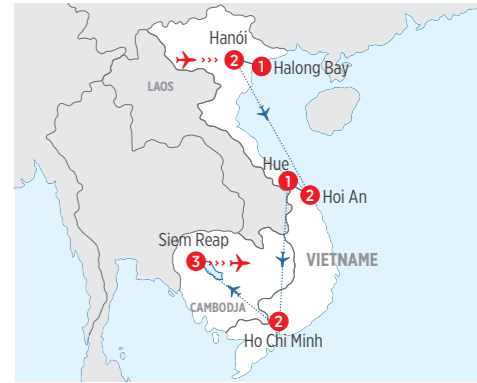 Hanói
2
1
Halong Bay
LAOS
Hue
1
2
Hoi An
Siem Reap
3
VIETNAME
CAMBODJA
2
Ho Chi Minh